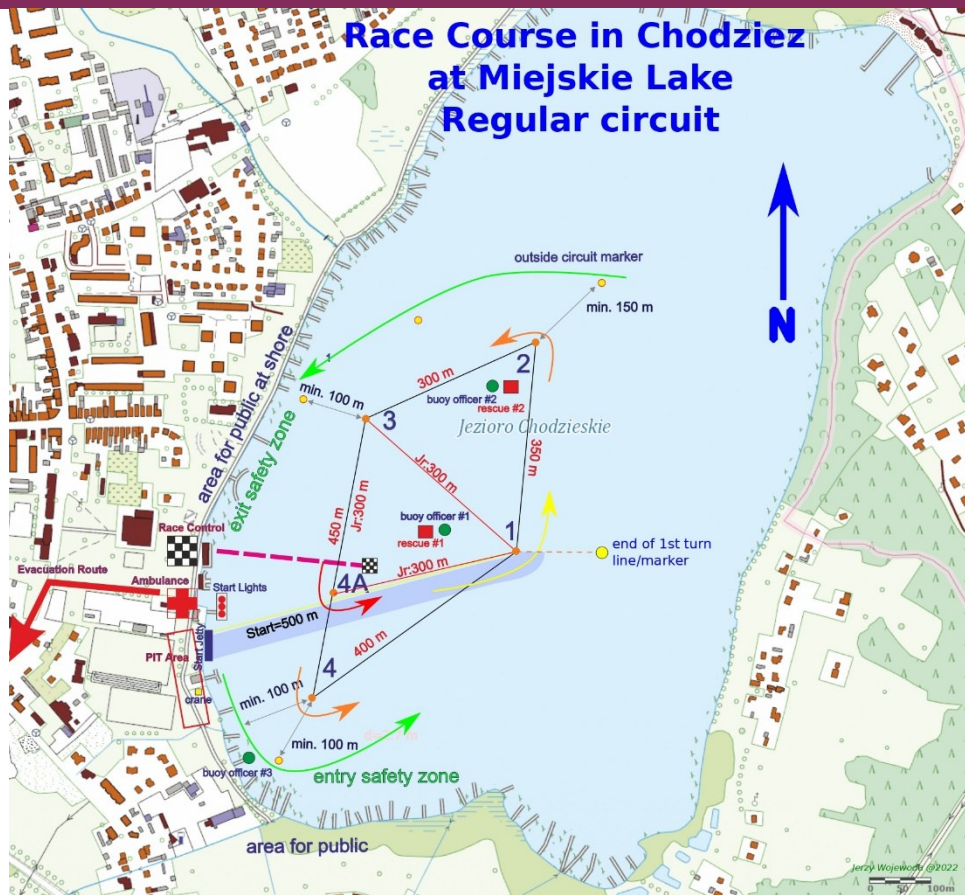 Race Course in Chodziez
at Miejskie Lake
Regular circuit
N
outside circuit marker
min. 150 m
1
2
300 m
buoy officer #2
rescue #2
min. 100 m
3
Jezioro Chodzieskie
area for public at shore
exit safety zone
350 m
Jr:300 m
450 m
Jr:300 m
buoy officer #1
rescue #1
1
end of 1st turn
line/marker
Race Control
Evacuation Route
Ambulance
Start Lights
Jr:300 m
4A
Start=500 m
400 m
Start Jetty
PIT Area
4
crane
min. 100 m
min. 100 m
buoy officer #3
entry safety zone
area for public
Jerzy Wojewode @2022
50 100m